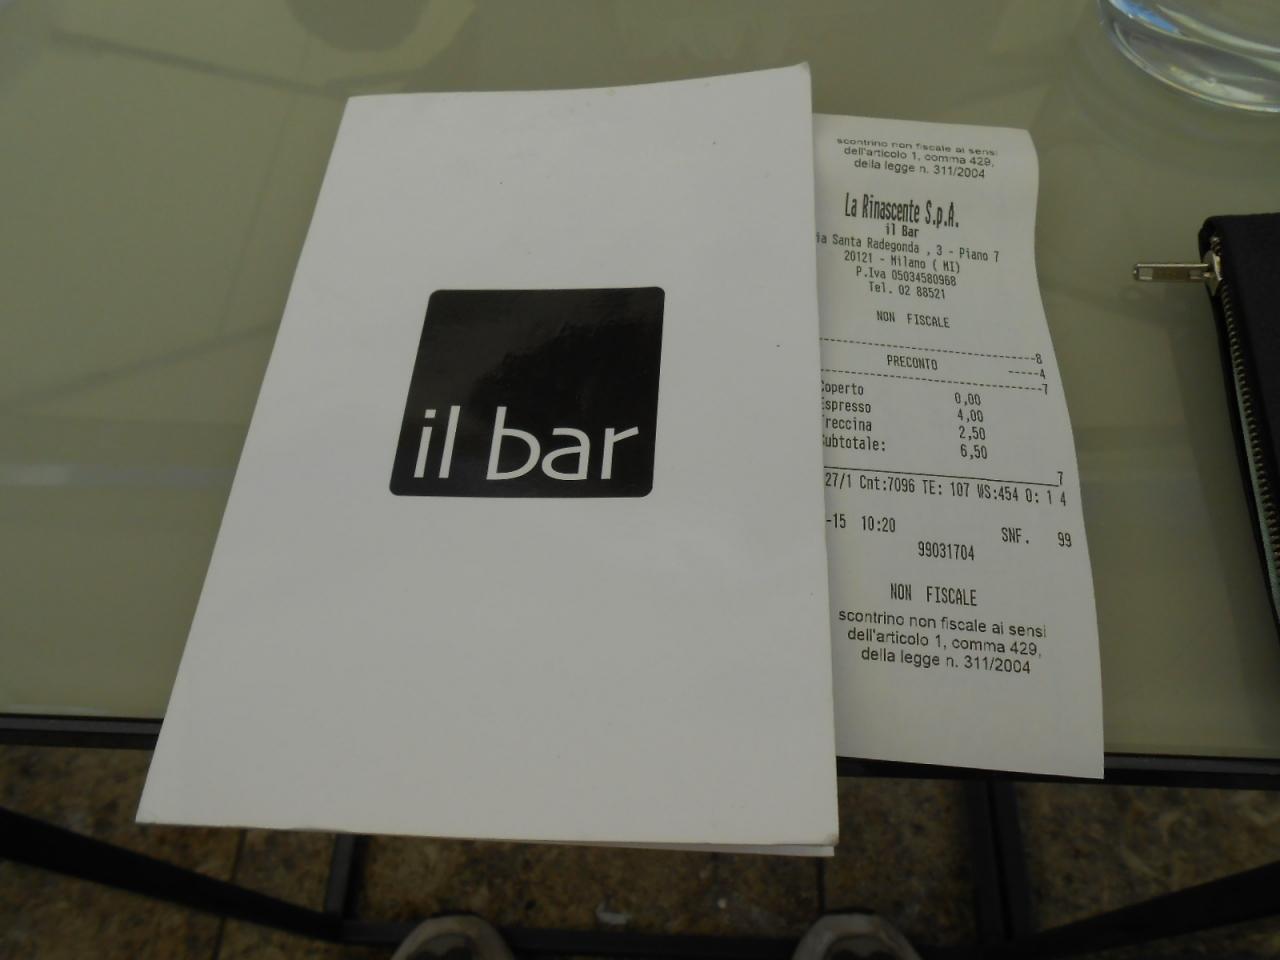 il bar
scontrino non fiscale ai sensi
dell'articolo 1, comma 429,
della legge n. 311/2004
La Rinascente S.p.A.
il Bar
ia Santa Radegonda , 3 - Piano 7
20121 - Milano ( MI)
P.Iva 05034580968
Tel. 02 88521
NON FISCALE
--------------------------------8
PRECONTO -----4
--------------------------------7
Coperto 0,00
Espresso 4,00
Treccina 2,50
Subtotale: 6,50
7
27/1 Cnt:7096 TE: 107 WS:454 O: 1 4
-15 10:20 SNF. 99
99031704
NON FISCALE
scontrino non fiscale ai sensi
dell'articolo 1, comma 429,
della legge n. 311/2004